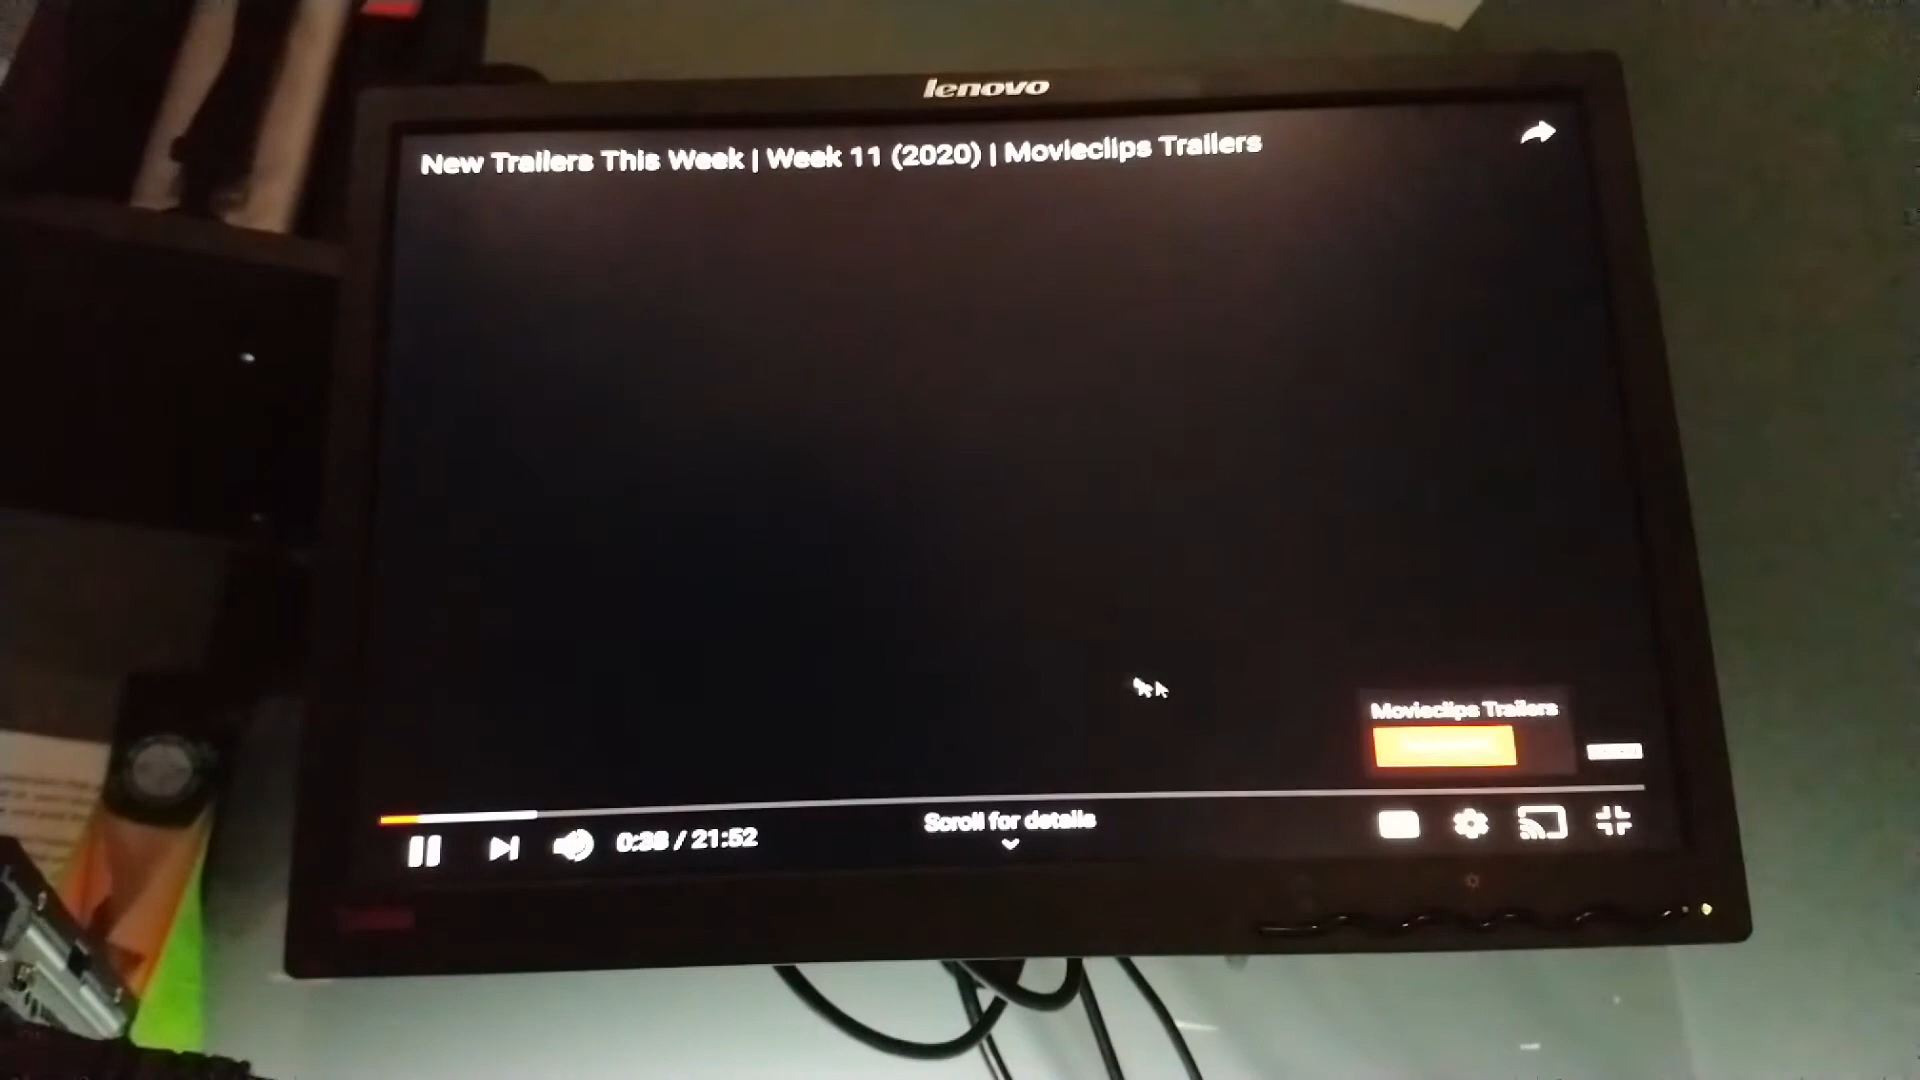 lenovo
New Trailers This Week | Week 11 (2020) | Movieclips Trailers
Movieclips Trailers
Scroll for details
0:38 / 21:52